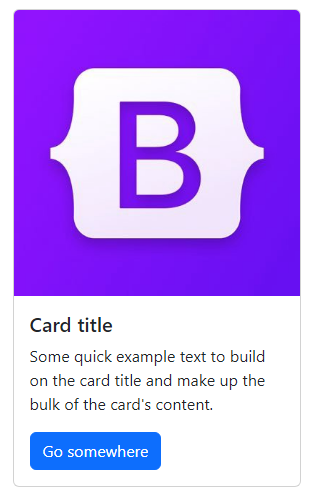 B
Card title
Some quick example text to build
on the card title and make up the
bulk of the card's content.
Go somewhere